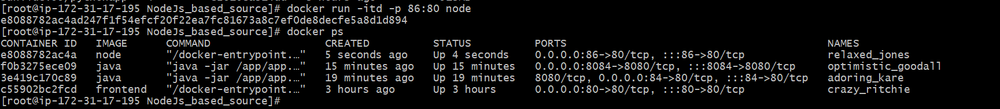 [root@ip-172-31-17-195 NodeJs_based_source]# docker run -itd -p 86:80 node
e8088782ac4ad247f1f54efcf20f22ea7fc81673a8c7ef0de8decfe5a8d1d894
[root@ip-172-31-17-195 NodeJs_based_source]# docker ps
CONTAINER ID   IMAGE      COMMAND                  CREATED          STATUS          PORTS                                             NAMES
e8088782ac4a   node       "/docker-entrypoint.…"   5 seconds ago    Up 4 seconds    0.0.0.0:86->80/tcp, :::86->80/tcp                 relaxed_jones
f0b3275ece09   java       "java -jar /app/app.…"   15 minutes ago   Up 15 minutes   0.0.0.0:8084->8080/tcp, :::8084->8080/tcp         optimistic_goodall
3e419c170c89   java       "java -jar /app/app.…"   19 minutes ago   Up 19 minutes   8080/tcp, 0.0.0.0:84->80/tcp, :::84->80/tcp       adoring_kare
c55902bc2fcd   frontend   "/docker-entrypoint.…"   3 hours ago      Up 3 hours      0.0.0.0:80->80/tcp, :::80->80/tcp                 crazy_ritchie
[root@ip-172-31-17-195 NodeJs_based_source]#